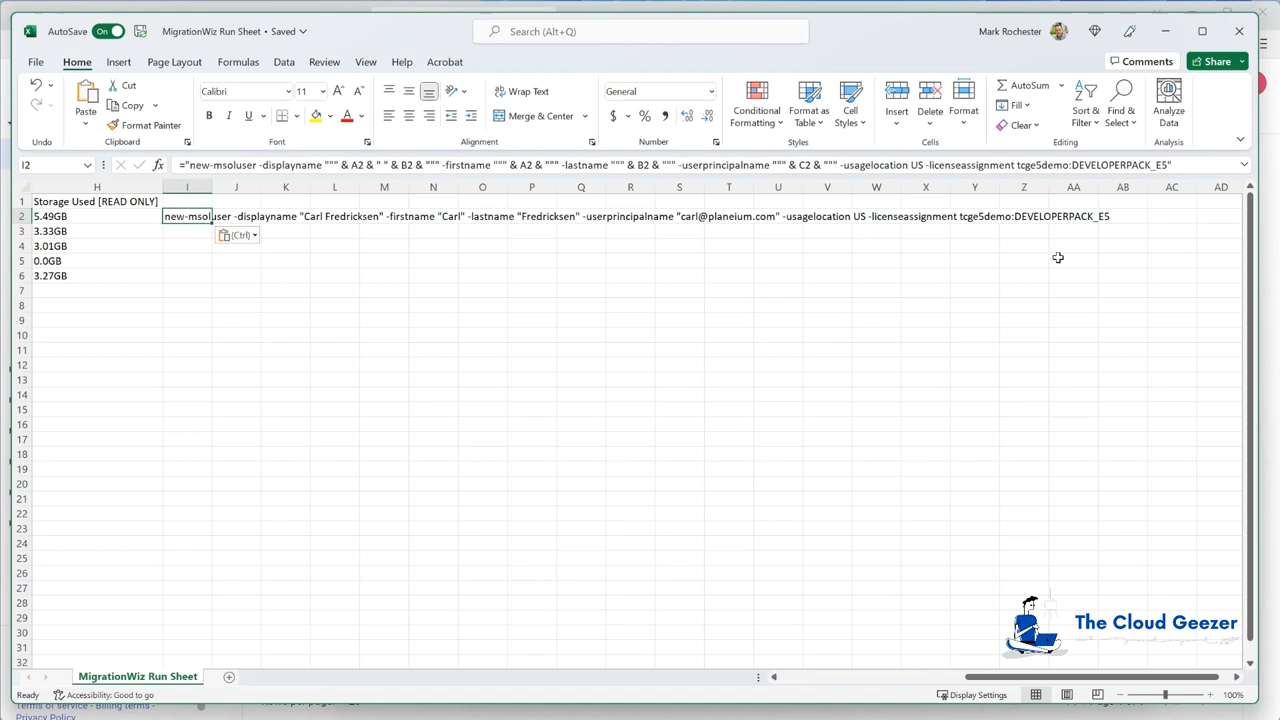 AutoSave On MigrationWiz Run Sheet • Saved Search (Alt+Q) Mark Rochester
File Home Insert Page Layout Formulas Data Review View Help Acrobat Comments Share
Paste Cut Copy Format Painter
Calibri 11 B I U A A A
Wrap Text Merge & Center
General $ %
Conditional Formatting Format as Table Cell Styles
Insert Delete Format
AutoSum Fill Clear Sort & Filter Find & Select Analyze Data
Undo Clipboard Font Alignment Number Styles Cells Editing Analysis
I2 fx ="new-msoluser -displayname """ & A2 & " " & B2 & """ -firstname """ & A2 & """ -lastname """ & B2 & """ -userprincipalname """ & C2 & """ -usagelocation US -licenseassignment tcge5demo:DEVELOPERPACK_E5"
H I J K L M N O P Q R S T U V W X Y Z AA AB AC AD
1 Storage Used [READ ONLY]
2 5.49GB new-msoluser -displayname "Carl Fredricksen" -firstname "Carl" -lastname "Fredricksen" -userprincipalname "carl@planeium.com" -usagelocation US -licenseassignment tcge5demo:DEVELOPERPACK_E5
3 3.33GB (Ctrl)
4 3.01GB
5 0.0GB
6 3.27GB
7
8
9
10
11
12
13
14
15
16
17
18
19
20
21
22
23
24
25
26
27
28
29
30
31
32
The Cloud Geezer
MigrationWiz Run Sheet
Ready Accessibility: Good to go Display Settings 100%
Terms of service - Billing terms -
Privacy Policy